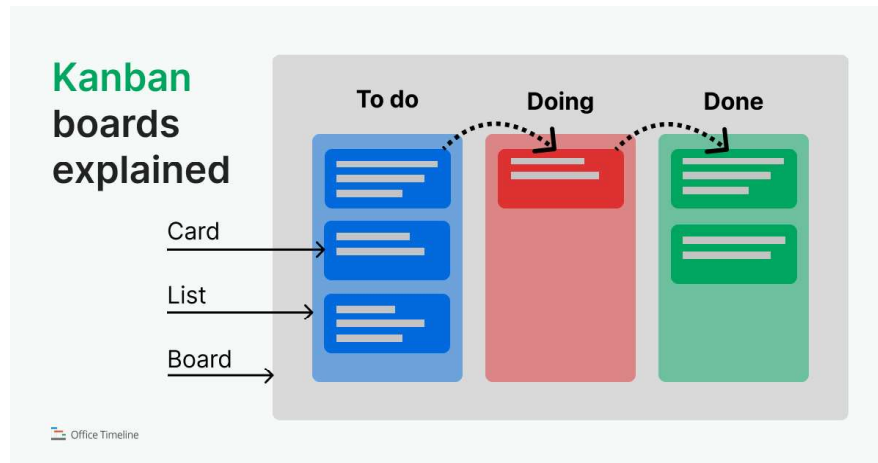 Kanban
boards
explained
To do
Doing
Done
Card
List
Board
Office Timeline